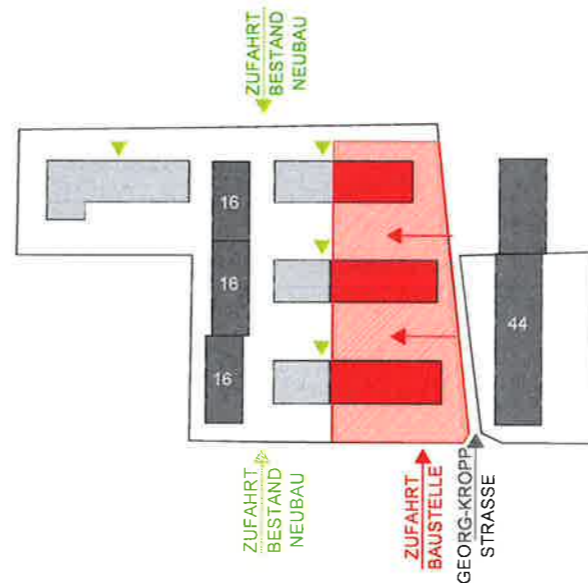 ZUFAHRT
BESTAND
NEUBAU
16
16
16
44
ZUFAHRT
BESTAND
NEUBAU
ZUFAHRT
BAUSTELLE
GEORG-KROPP
STRASSE